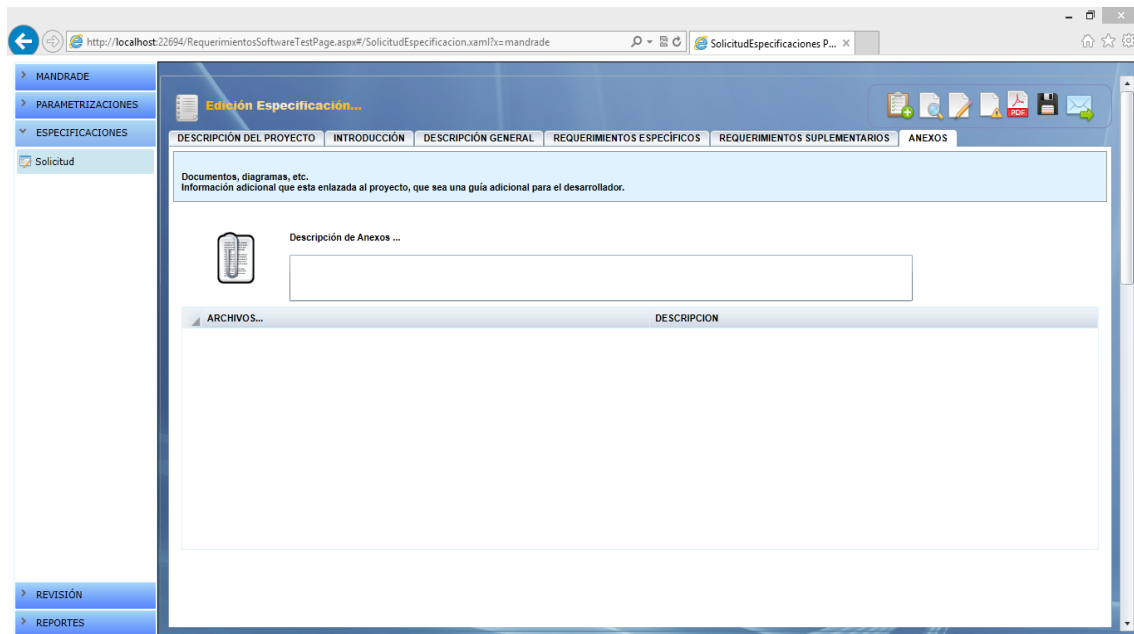 http://localhost:22694/RequerimientosSoftwareTestPage.aspx#/SolicitudEspecificacion.xaml?x=mandrade
SolicitudEspecificaciones P...
MANDRADE
PARAMETRIZACIONES
ESPECIFICACIONES
Solicitud
REVISIÓN
REPORTES
Edición Especificación...
PDF
DESCRIPCIÓN DEL PROYECTO INTRODUCCIÓN DESCRIPCIÓN GENERAL REQUERIMIENTOS ESPECÍFICOS REQUERIMIENTOS SUPLEMENTARIOS ANEXOS
Documentos, diagramas, etc.
Información adicional que esta enlazada al proyecto, que sea una guía adicional para el desarrollador.
Descripción de Anexos ...
ARCHIVOS... DESCRIPCION